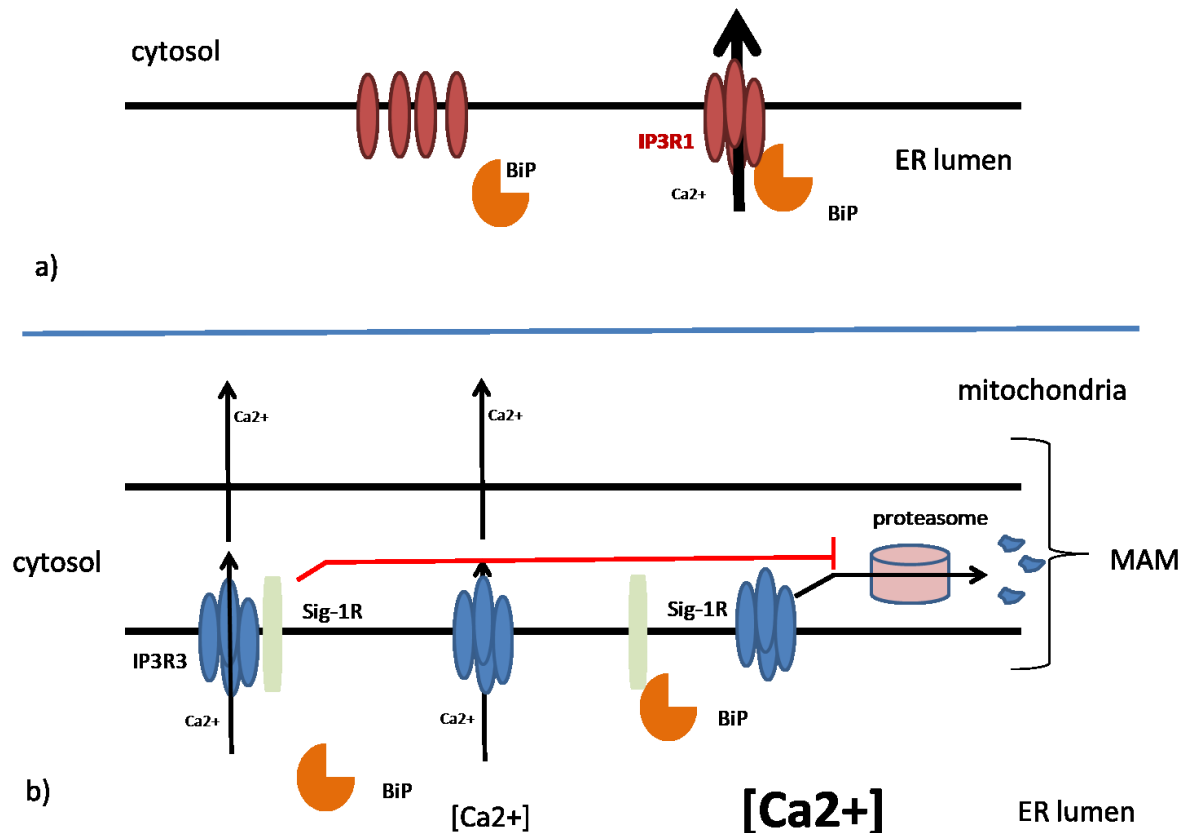 cytosol
IP3R1
ER lumen
BiP
Ca2+
BiP
a)
mitochondria
Ca2+
Ca2+
proteasome
cytosol
MAM
Sig-1R
Sig-1R
IP3R3
Ca2+
Ca2+
BiP
BiP
b)
[Ca2+]
[Ca2+]
ER lumen